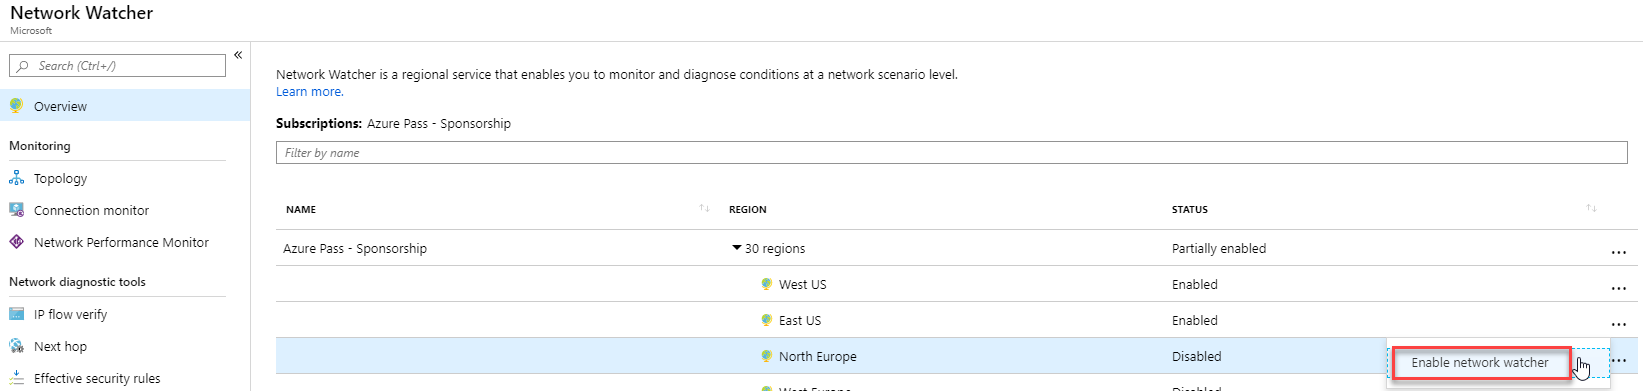 Network Watcher
Microsoft
Search (Ctrl+/)
«
Overview
Monitoring
Topology
Connection monitor
Network Performance Monitor
Network diagnostic tools
IP flow verify
Next hop
Effective security rules
Network Watcher is a regional service that enables you to monitor and diagnose conditions at a network scenario level.
Learn more.
Subscriptions: Azure Pass - Sponsorship
Filter by name
NAME REGION STATUS
Azure Pass - Sponsorship 30 regions Partially enabled ...
West US Enabled ...
East US Enabled ...
North Europe Disabled Enable network watcher ...
West Europe Disabled